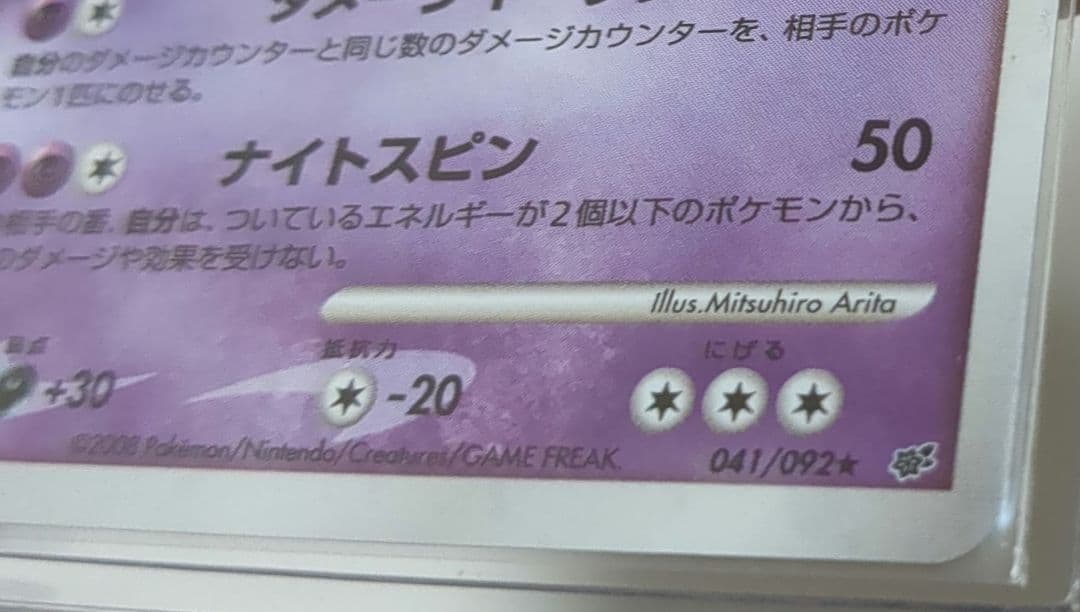 自分のダメージカウンターと同じ数のダメージカウンターを、相手のポケ
モン1匹にのせる。
ナイトスピン 50
相手の番、自分は、ついているエネルギーが2個以下のポケモンから、
のダメージや効果を受けない。
Illus.Mitsuhiro Arita
弱点 抵抗力 にげる
+30 -20
©2008 Pokémon/Nintendo/Creatures/GAME FREAK. 041/092★